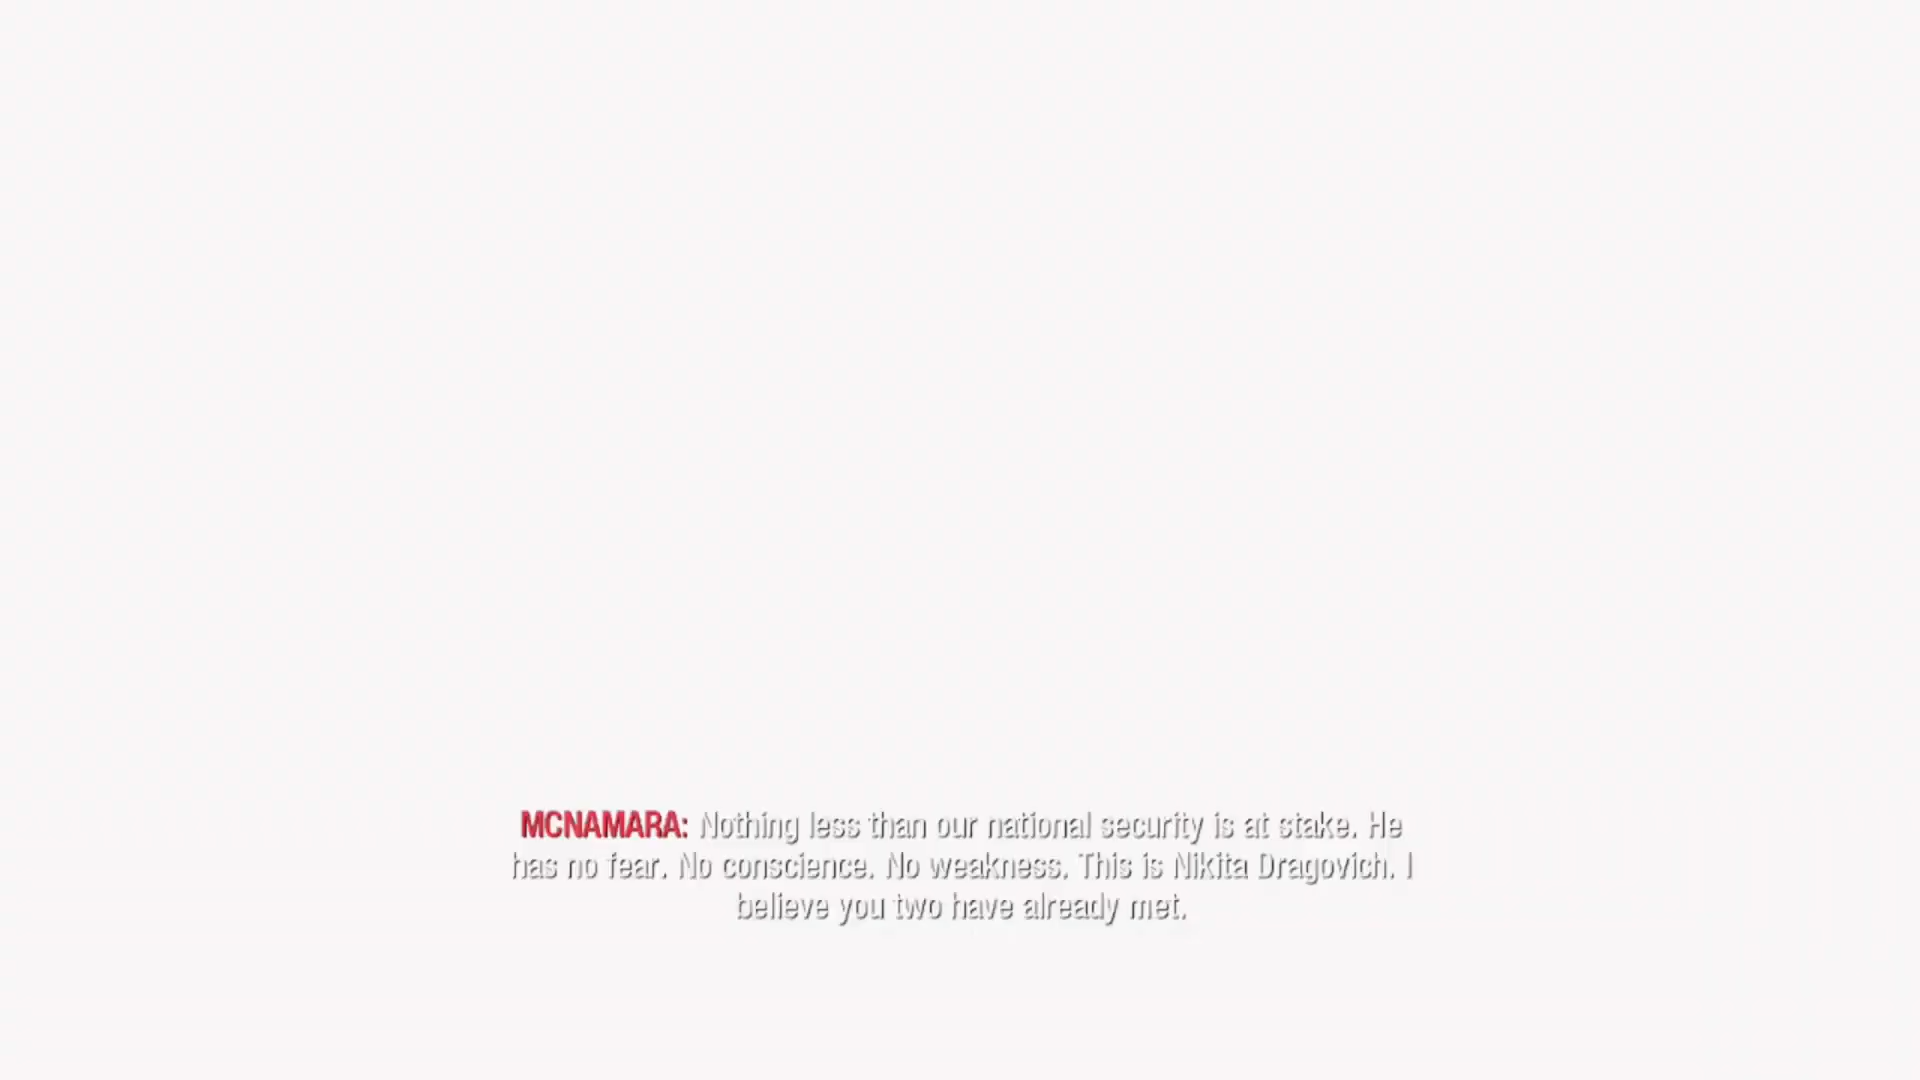 MCNAMARA: Nothing less than our national security is at stake. He
has no fear. No conscience. No weakness. This is Nikita Dragovich. I
believe you two have already met.